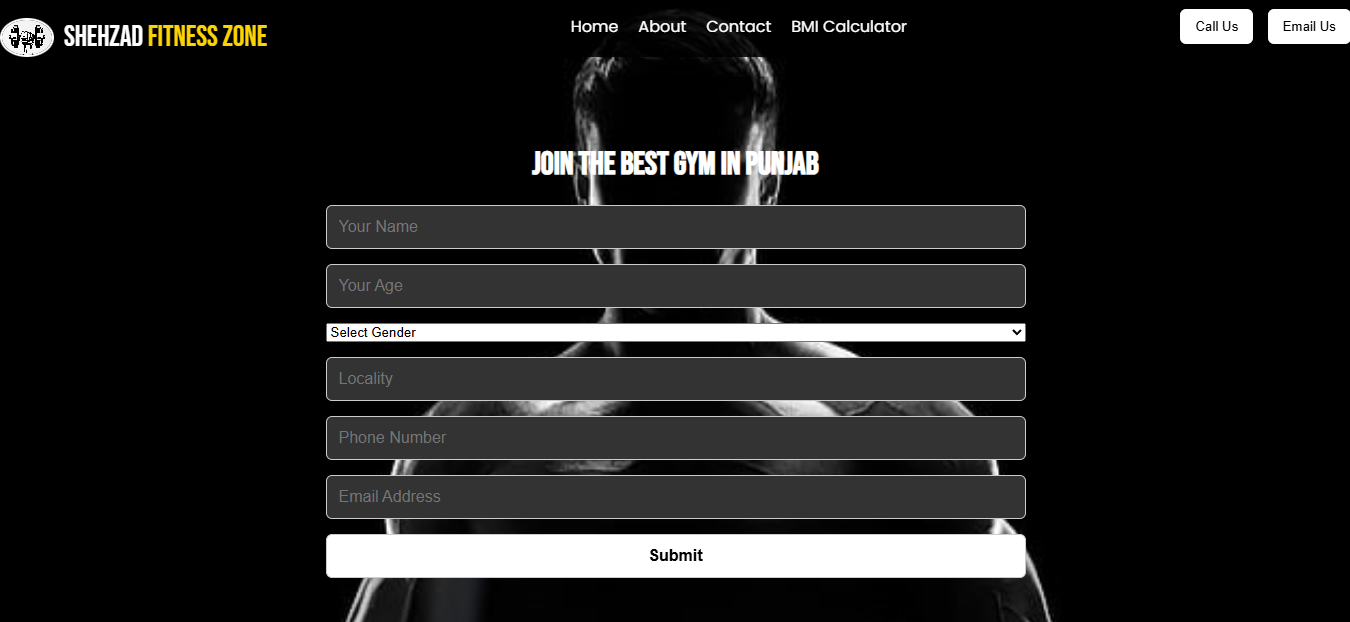 SHEHZAD FITNESS ZONE
Home About Contact BMI Calculator
Call Us Email Us
JOIN THE BEST GYM IN PUNJAB
Your Name
Your Age
Select Gender
Locality
Phone Number
Email Address
Submit